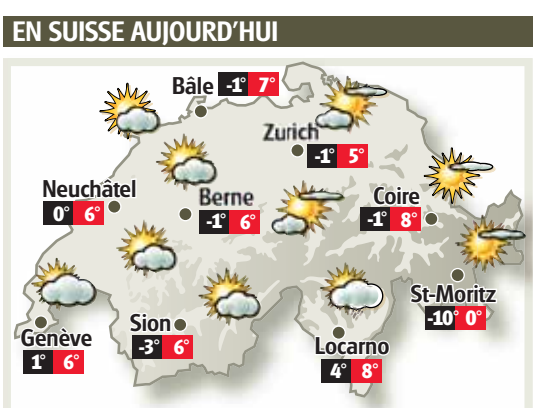 EN SUISSE AUJOURD'HUI
Bâle -1° 7°
Zurich
-1° 5°
Neuchâtel
0° 6°
Berne
-1° 6°
Coire
-1° 8°
St-Moritz
-10° 0°
Genève
1° 6°
Sion
-3° 6°
Locarno
4° 8°